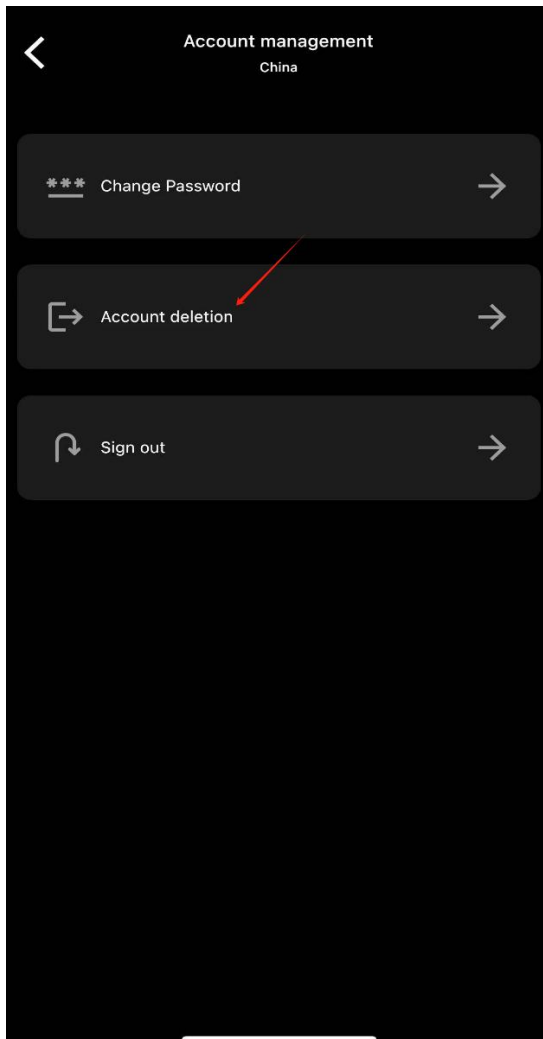 Account management
China
*** Change Password
Account deletion
Sign out